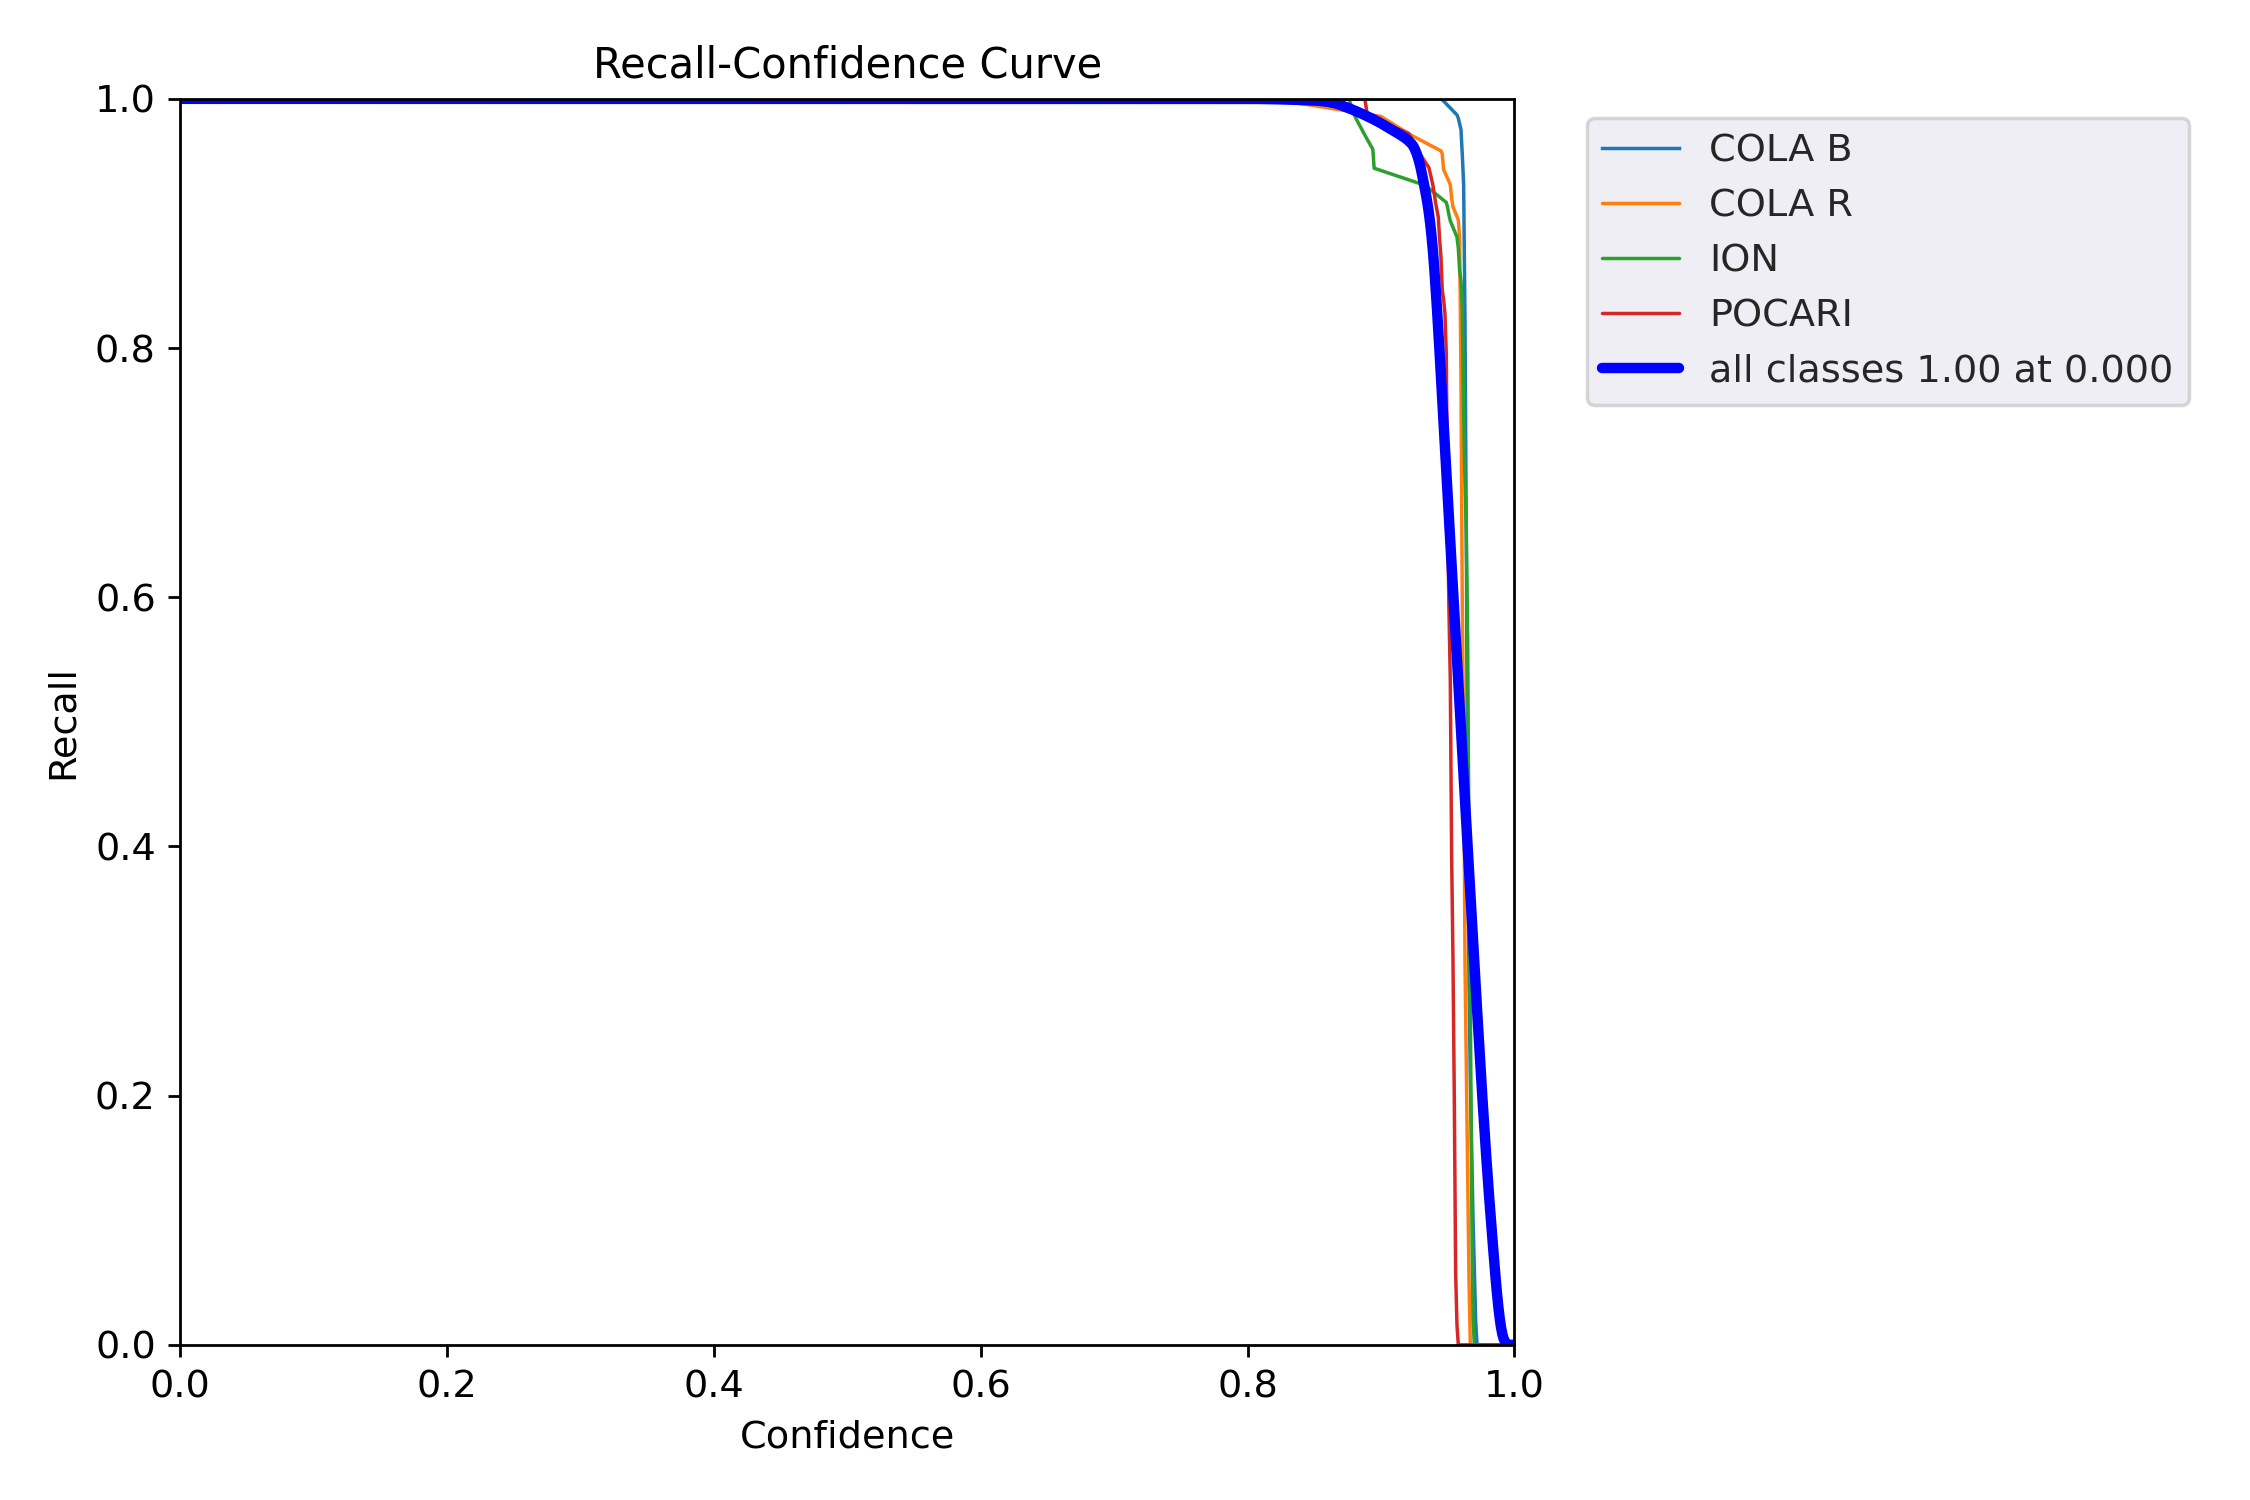 Recall-Confidence Curve
1.0
0.8
0.6
0.4
0.2
0.0
Recall
0.0 0.2 0.4 0.6 0.8 1.0
Confidence
COLA B
COLA R
ION
POCARI
all classes 1.00 at 0.000